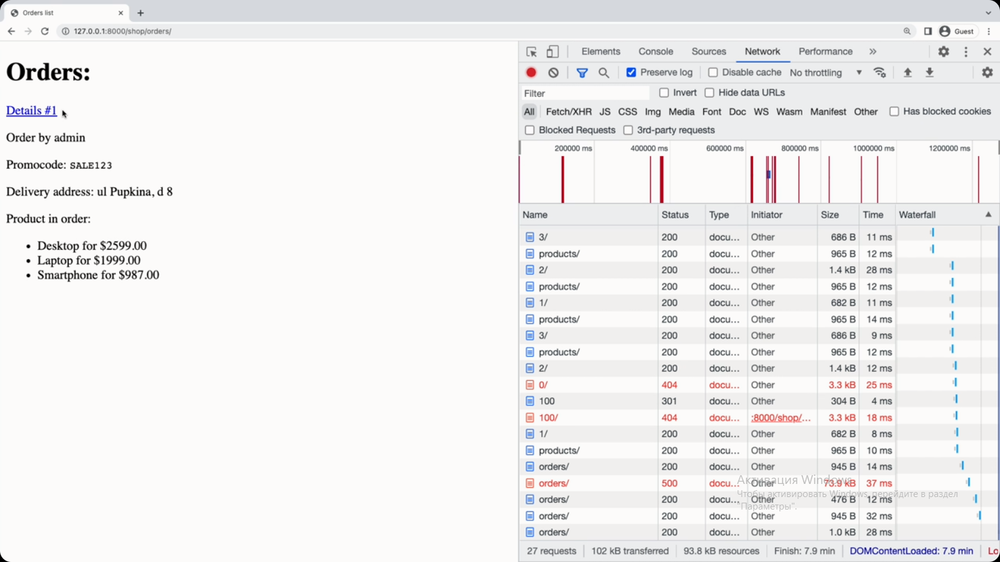 Orders list
127.0.0.1:8000/shop/orders/
Guest
Orders:
Details #1
Order by admin
Promocode: SALE123
Delivery address: ul Pupkina, d 8
Product in order:
• Desktop for $2599.00
• Laptop for $1999.00
• Smartphone for $987.00
Elements Console Sources Network Performance
Preserve log Disable cache No throttling
Filter Invert Hide data URLs
All Fetch/XHR JS CSS Img Media Font Doc WS Wasm Manifest Other Has blocked cookies
Blocked Requests 3rd-party requests
200000 ms 400000 ms 600000 ms 800000 ms 1000000 ms 1200000 ms
Name Status Type Initiator Size Time Waterfall
3/ 200 docu... Other 686 B 11 ms
products/ 200 docu... Other 965 B 12 ms
2/ 200 docu... Other 1.4 kB 28 ms
products/ 200 docu... Other 965 B 12 ms
1/ 200 docu... Other 682 B 11 ms
products/ 200 docu... Other 965 B 14 ms
3/ 200 docu... Other 686 B 9 ms
products/ 200 docu... Other 965 B 12 ms
2/ 200 docu... Other 1.4 kB 12 ms
0/ 404 docu... Other 3.3 kB 25 ms
100 301 docu... Other 304 B 4 ms
100/ 404 docu... :8000/shop/... 3.3 kB 18 ms
1/ 200 docu... Other 682 B 8 ms
products/ 200 docu... Other 965 B 10 ms
orders/ 200 docu... Other 945 B 14 ms
orders/ 500 docu... Other 73.9 kB 37 ms
orders/ 200 docu... Other 476 B 12 ms
orders/ 200 docu... Other 945 B 32 ms
orders/ 200 docu... Other 1.0 kB 28 ms
Активация Windows
Чтобы активировать Windows, перейдите в раздел
"Параметры".
27 requests 102 kB transferred 93.8 kB resources Finish: 7.9 min DOMContentLoaded: 7.9 min Lo